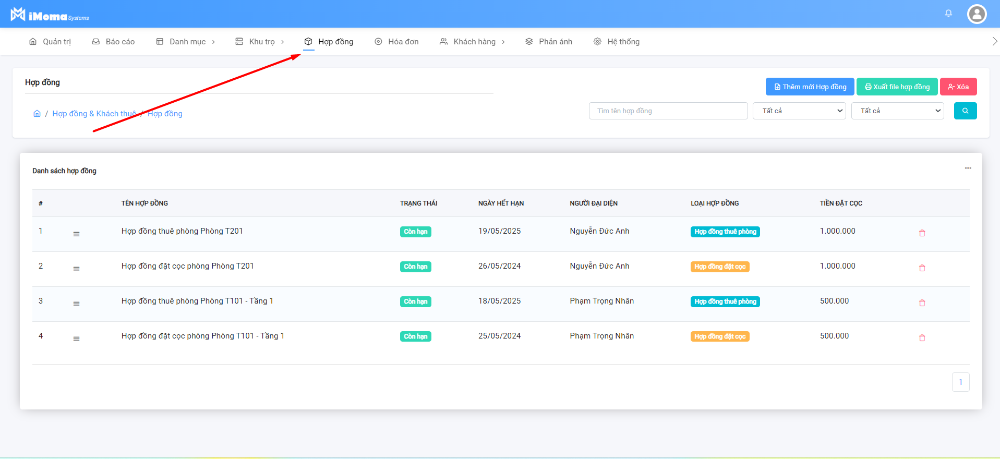 iMoma Systems
Quản trị Báo cáo Danh mục Khu trọ Hợp đồng Hóa đơn Khách hàng Phản ánh Hệ thống
Hợp đồng
Thêm mới Hợp đồng Xuất file hợp đồng Xóa
/ Hợp đồng & Khách thuê / Hợp đồng
Tìm tên hợp đồng Tất cả Tất cả
Danh sách hợp đồng
# TÊN HỢP ĐỒNG TRẠNG THÁI NGÀY HẾT HẠN NGƯỜI ĐẠI DIỆN LOẠI HỢP ĐỒNG TIỀN ĐẶT CỌC
1 Hợp đồng thuê phòng Phòng T201 Còn hạn 19/05/2025 Nguyễn Đức Anh Hợp đồng thuê phòng 1.000.000
2 Hợp đồng đặt cọc phòng Phòng T201 Còn hạn 26/05/2024 Nguyễn Đức Anh Hợp đồng đặt cọc 1.000.000
3 Hợp đồng thuê phòng Phòng T101 - Tầng 1 Còn hạn 18/05/2025 Phạm Trọng Nhân Hợp đồng thuê phòng 500.000
4 Hợp đồng đặt cọc phòng Phòng T101 - Tầng 1 Còn hạn 25/05/2024 Phạm Trọng Nhân Hợp đồng đặt cọc 500.000
1